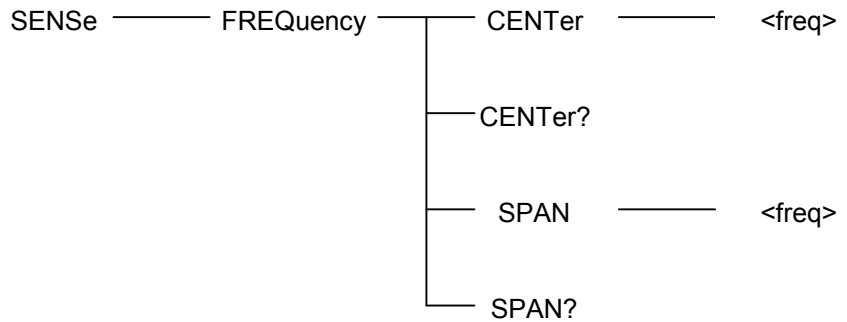 SENSe FREQuency CENTer <freq>
CENTer?
SPAN <freq>
SPAN?